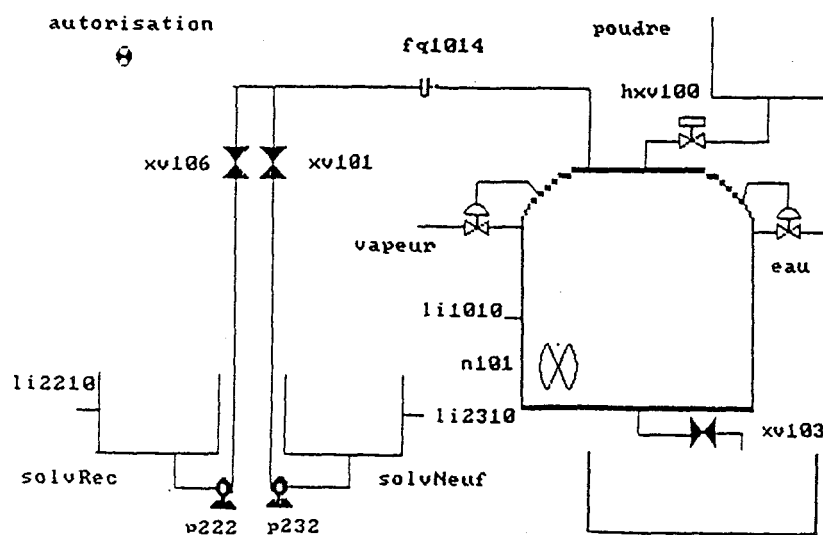 autorisation
poudre
fq1014
hxv100
xv106
xv101
vapeur
eau
li1010
n101
li2210
li2310
xv103
solvRec
solvNeuf
p222
p232